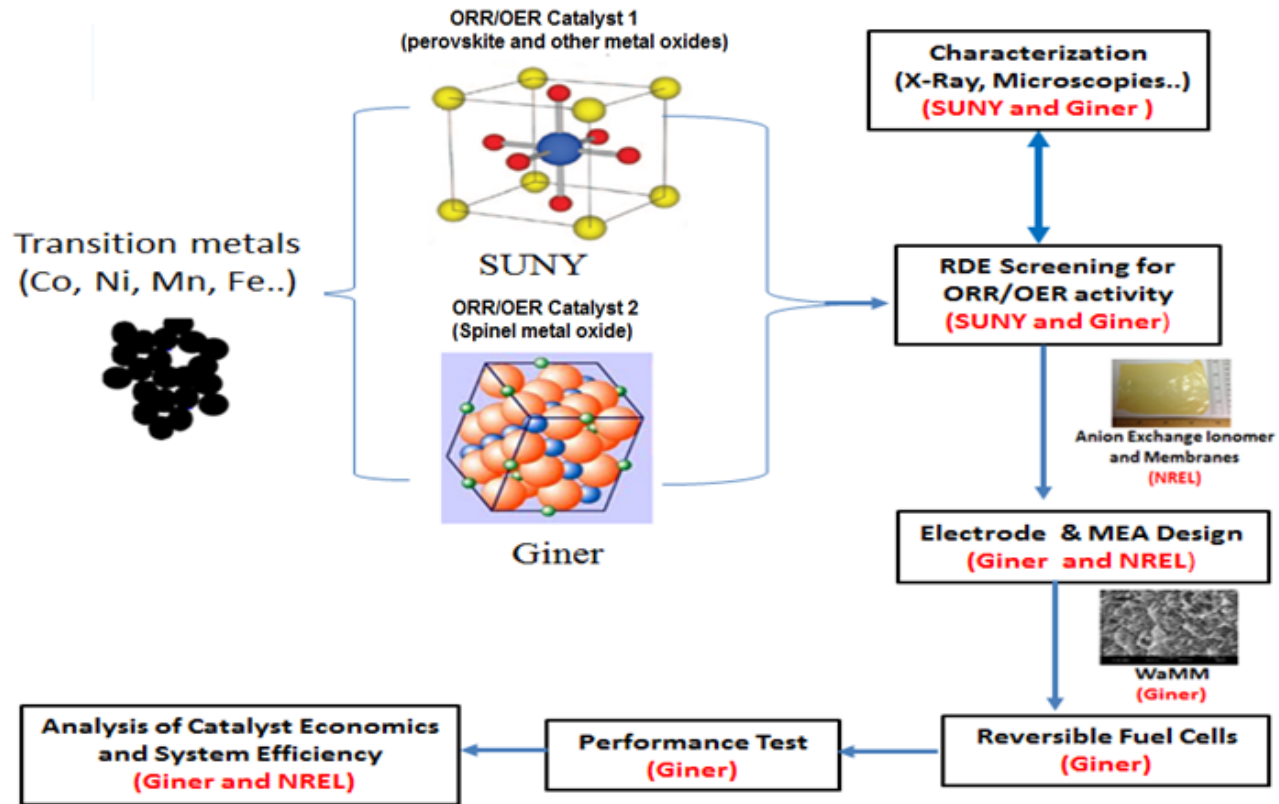 ORR/OER Catalyst 1
(perovskite and other metal oxides)
SUNY
Transition metals
(Co, Ni, Mn, Fe..)
ORR/OER Catalyst 2
(Spinel metal oxide)
Giner
Characterization
(X-Ray, Microscopies..)
(SUNY and Giner )
RDE Screening for
ORR/OER activity
(SUNY and Giner)
Anion Exchange Ionomer
and Membranes
(NREL)
Electrode & MEA Design
(Giner and NREL)
WaMM
(Giner)
Reversible Fuel Cells
(Giner)
Performance Test
(Giner)
Analysis of Catalyst Economics
and System Efficiency
(Giner and NREL)